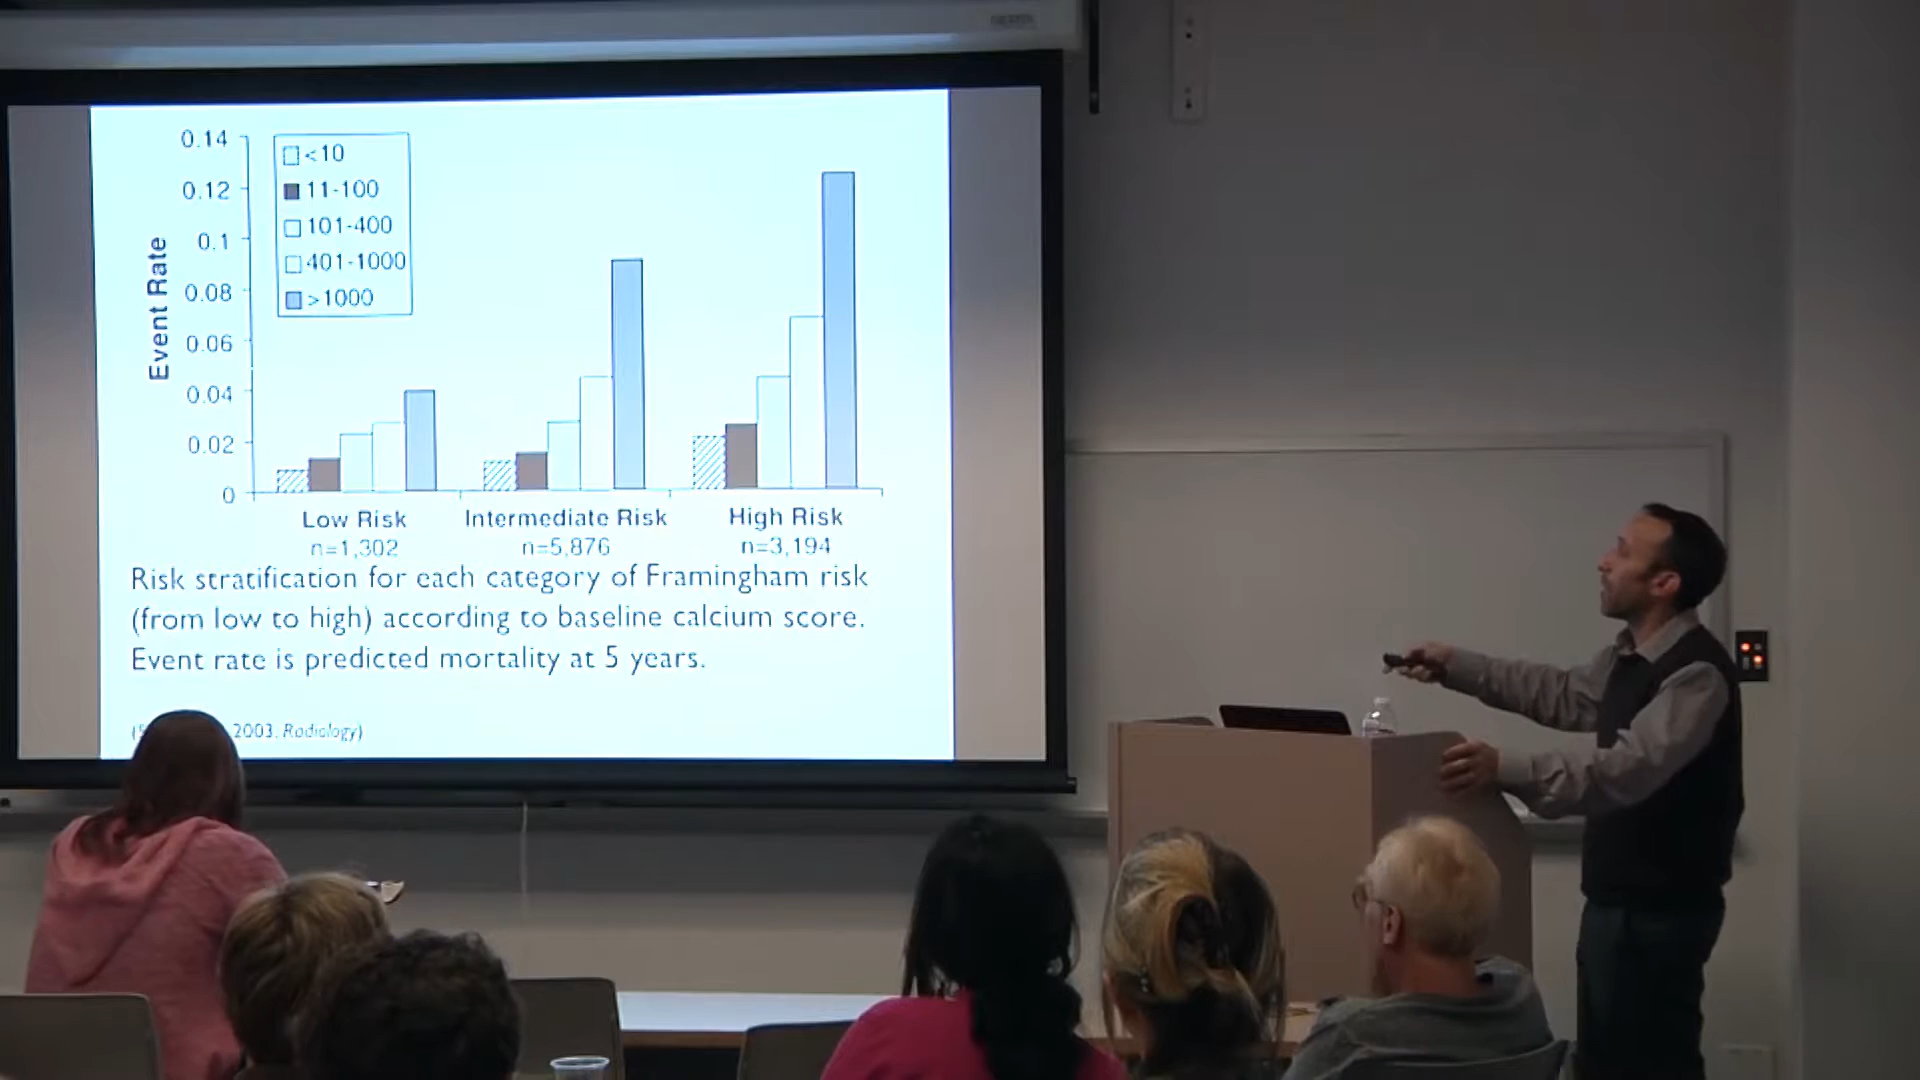 0.14
0.12
0.1
0.08
0.06
0.04
0.02
0
Event Rate
<10
11-100
101-400
401-1000
>1000
Low Risk
n=1,302
Intermediate Risk
n=5,876
High Risk
n=3,194
Risk stratification for each category of Framingham risk
(from low to high) according to baseline calcium score.
Event rate is predicted mortality at 5 years.
2003. Radiology)